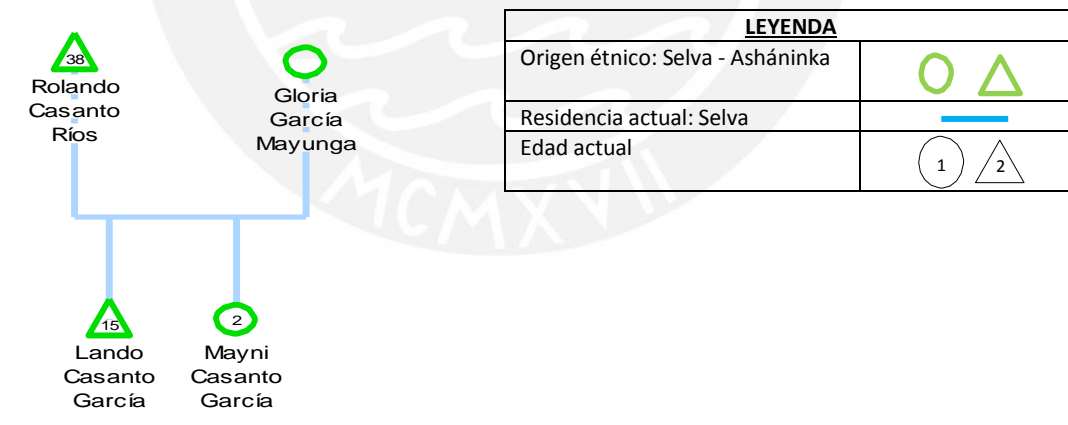 38
Rolando
Casanto
Ríos
Gloria
García
Mayunga
15
Lando
Casanto
García
2
Mayni
Casanto
García
LEYENDA
Origen étnico: Selva - Asháninka
Residencia actual: Selva
Edad actual
1 2
MCMXVII